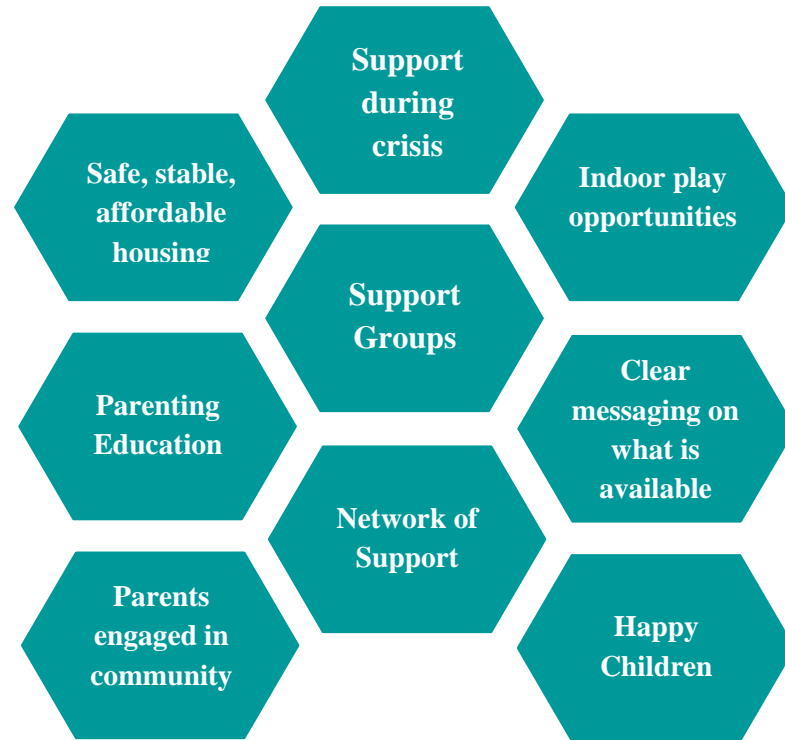 Support
during
crisis
Safe, stable,
affordable
housing
Indoor play
opportunities
Support
Groups
Parenting
Education
Clear
messaging on
what is
available
Network of
Support
Parents
engaged in
community
Happy
Children